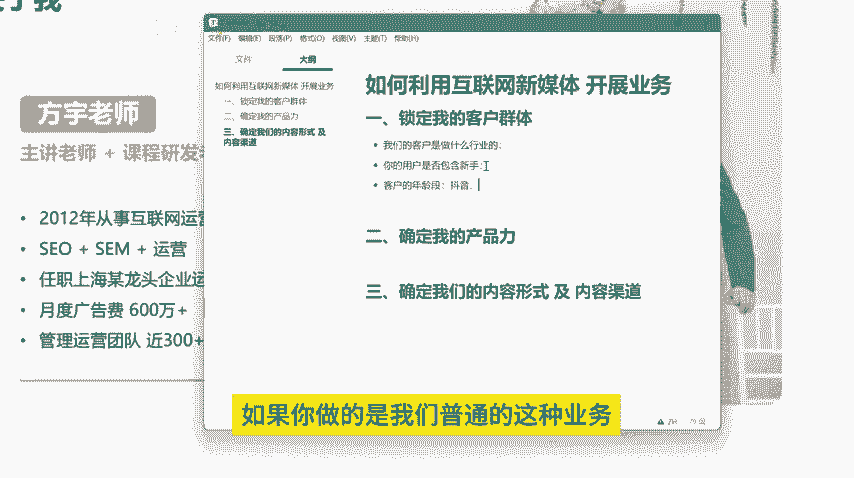 方宇老师
主讲老师 + 课程研发
2012年从事互联网运
SEO + SEM + 运营
任职上海某龙头企业运
月度广告费 600万+
管理运营团队 近300+
文件(F) 编辑(E) 段落(P) 格式(O) 视图(V) 主题(T) 帮助(H)
文件 大纲
如何利用互联网新媒体 开展业务
一、锁定我的客户群体
二、确定我的产品力
三、确定我们的内容形式 及
内容渠道
如何利用互联网新媒体 开展业务
一、锁定我的客户群体
我们的客户是做什么行业的;
你的用户是否包含新手;
客户的年龄段：抖音.
二、确定我的产品力
三、确定我们的内容形式 及 内容渠道
如果你做的是我们普通的这种业务